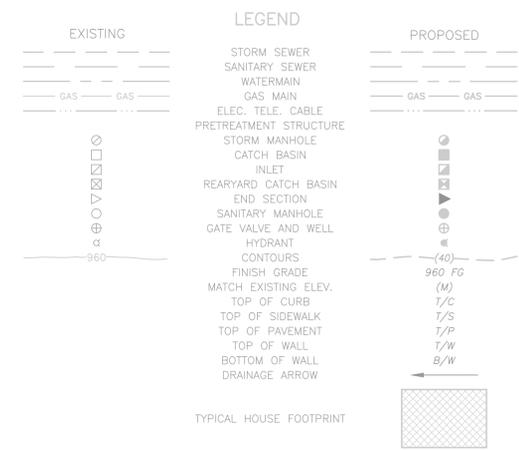 LEGEND
EXISTING
PROPOSED
STORM SEWER
SANITARY SEWER
WATERMAIN
GAS GAS GAS MAIN GAS GAS
ELEC. TELE. CABLE
PRETREATMENT STRUCTURE
STORM MANHOLE
CATCH BASIN
INLET
REARYARD CATCH BASIN
END SECTION
SANITARY MANHOLE
GATE VALVE AND WELL
HYDRANT
960 CONTOURS (40)
FINISH GRADE 960 FG
MATCH EXISTING ELEV. (M)
TOP OF CURB T/C
TOP OF SIDEWALK T/S
TOP OF PAVEMENT T/P
TOP OF WALL T/W
BOTTOM OF WALL B/W
DRAINAGE ARROW
TYPICAL HOUSE FOOTPRINT